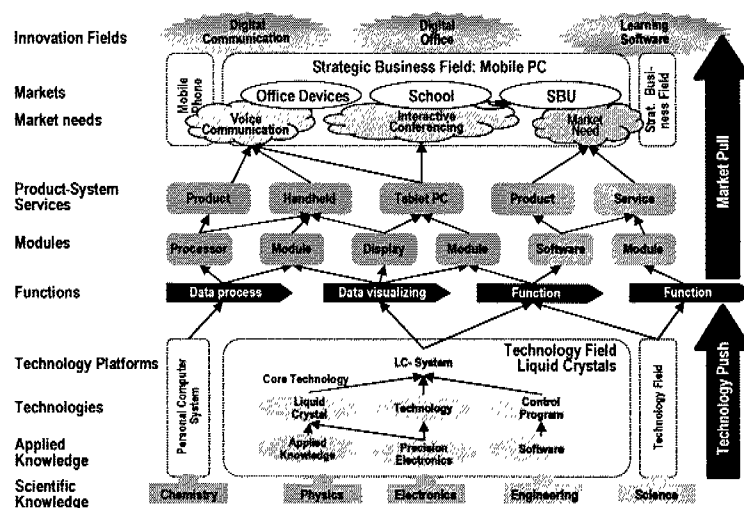 Innovation Fields
Digital
Communication
Digital
Office
Learning
Software
Strategic Business Field: Mobile PC
Mobile
Phone
Strat. Busi-
ness Field
Markets
Office Devices
School
SBU
Market needs
Voice
Communication
Interactive
Conferencing
Market
Need
Market Pull
Product-System
Services
Product
Handheld
Tablet PC
Product
Service
Modules
Processor
Module
Display
Module
Software
Module
Functions
Data process
Data visualizing
Function
Function
Technology Platforms
Personal Computer
System
LC- System
Technology Field
Liquid Crystals
Technology Field
Technology Push
Core Technology
Technologies
Liquid
Crystal
Technology
Control
Program
Applied
Knowledge
Applied
Knowledge
Precision
Electronics
Software
Scientific
Knowledge
Chemistry
Physics
Electronics
Engineering
Science